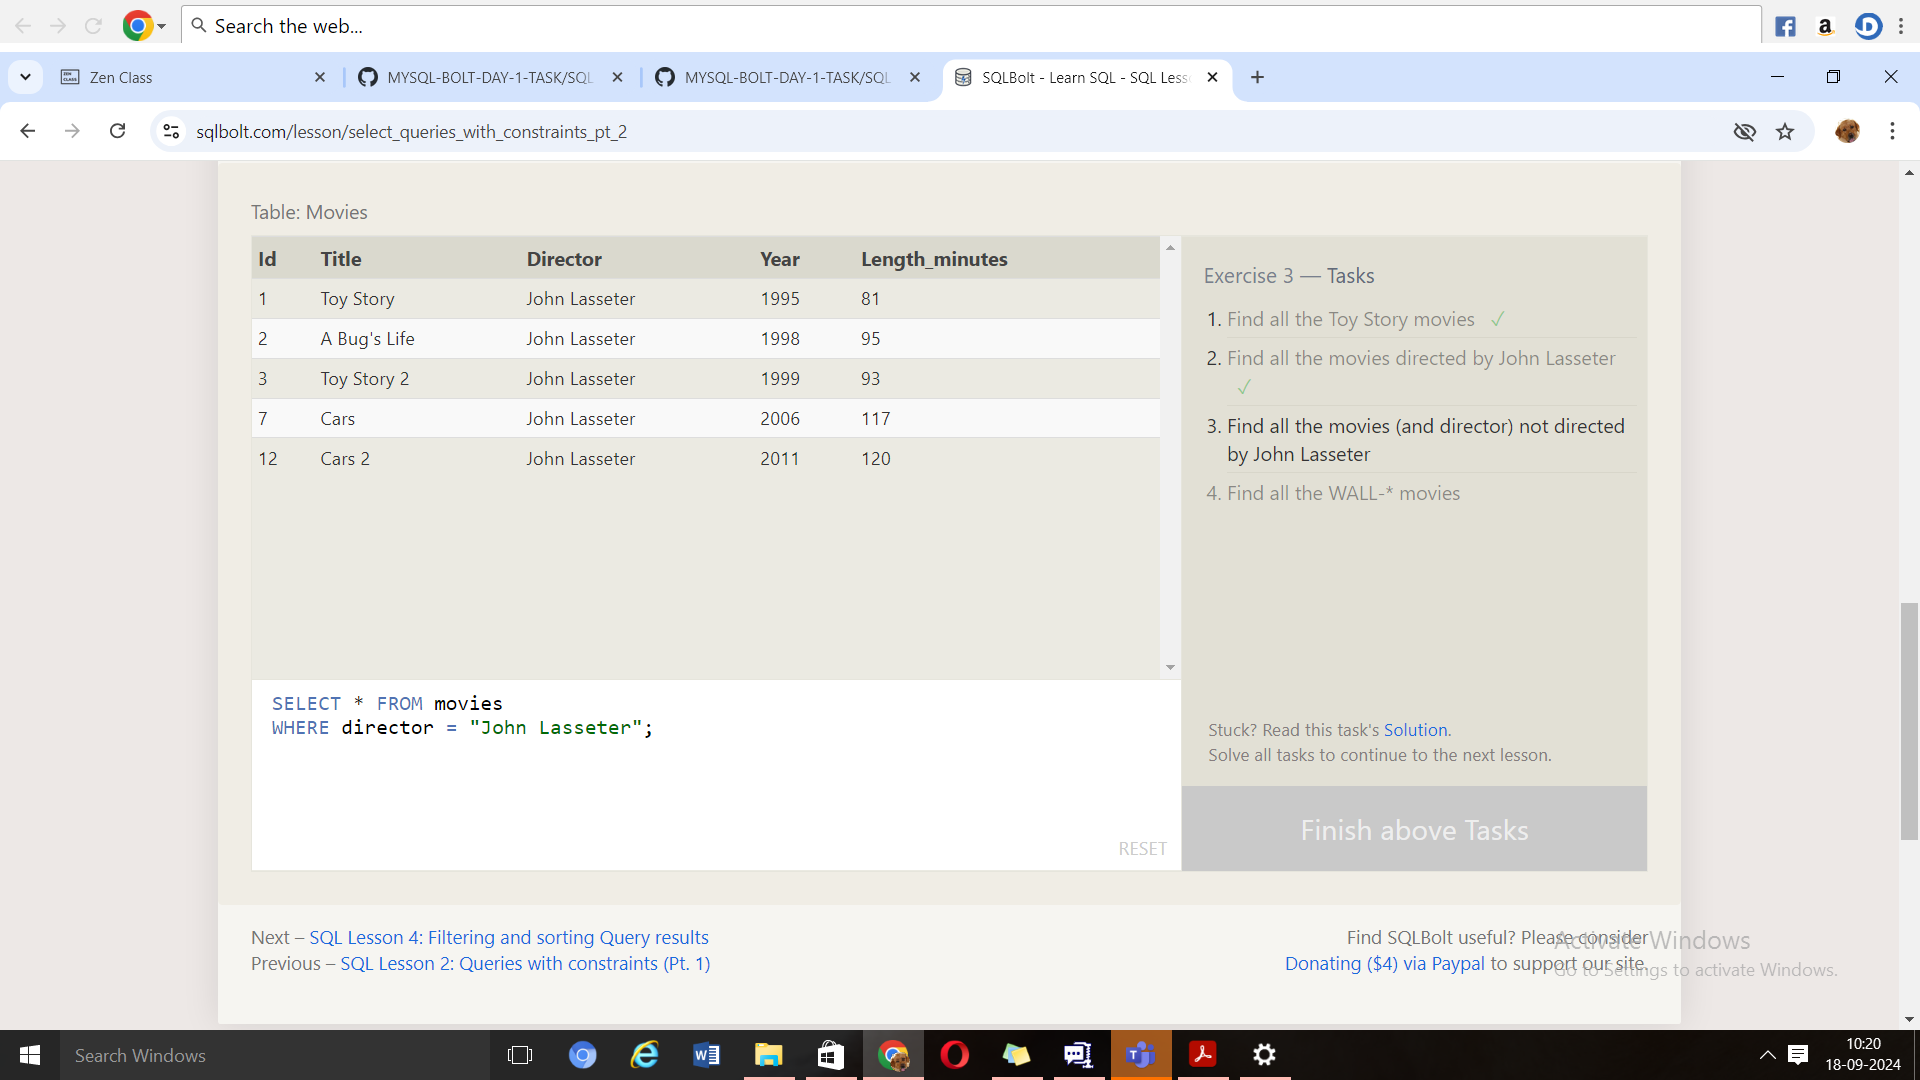 Search the web...
Zen Class
MYSQL-BOLT-DAY-1-TASK/SQL
MYSQL-BOLT-DAY-1-TASK/SQL
SQLBolt - Learn SQL - SQL Less
sqlbolt.com/lesson/select_queries_with_constraints_pt_2
Table: Movies
Id Title Director Year Length_minutes
1 Toy Story John Lasseter 1995 81
2 A Bug's Life John Lasseter 1998 95
3 Toy Story 2 John Lasseter 1999 93
7 Cars John Lasseter 2006 117
12 Cars 2 John Lasseter 2011 120
Exercise 3 — Tasks
1. Find all the Toy Story movies ✓
2. Find all the movies directed by John Lasseter
✓
3. Find all the movies (and director) not directed
by John Lasseter
4. Find all the WALL-* movies
SELECT * FROM movies
WHERE director = "John Lasseter";
RESET
Stuck? Read this task's Solution.
Solve all tasks to continue to the next lesson.
Finish above Tasks
Next – SQL Lesson 4: Filtering and sorting Query results
Previous – SQL Lesson 2: Queries with constraints (Pt. 1)
Find SQLBolt useful? Please consider
Donating ($4) via Paypal to support our site.
Activate Windows
Go to Settings to activate Windows.
Search Windows
10:20
18-09-2024